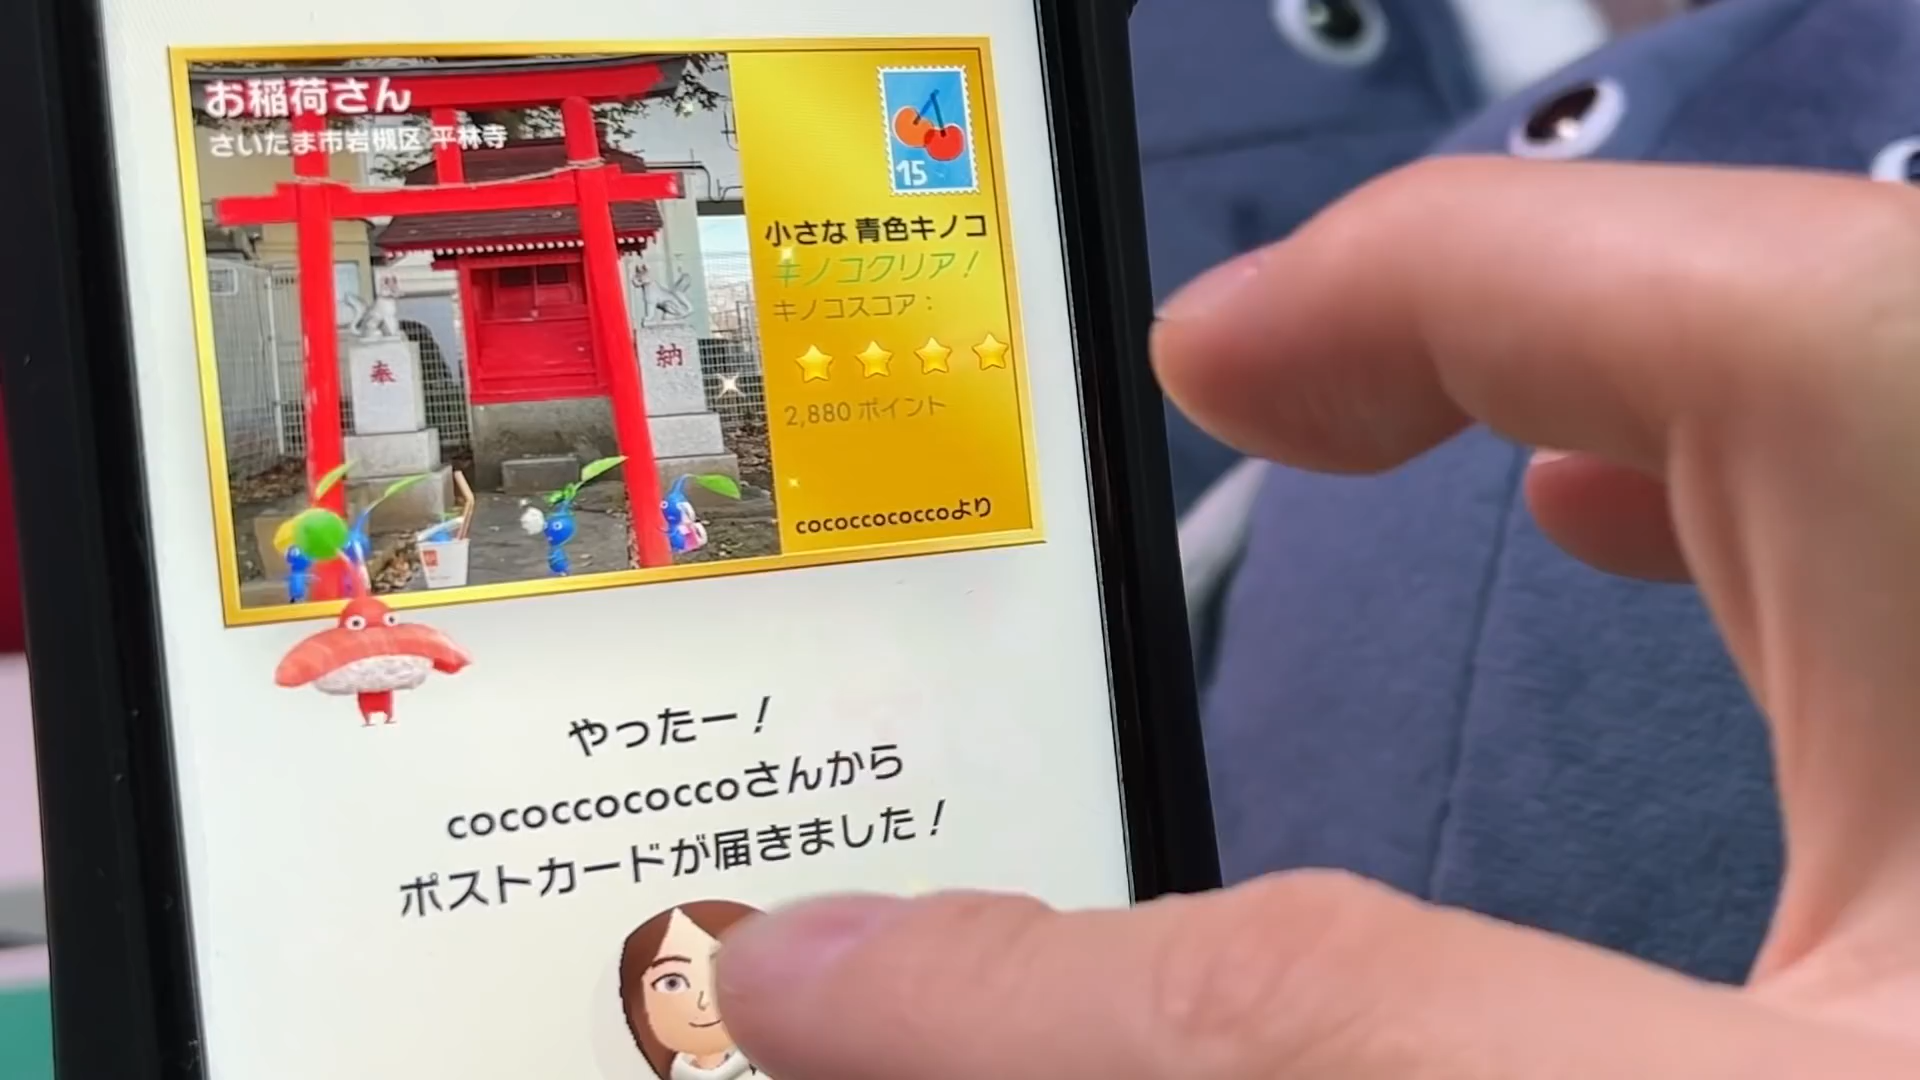 お稲荷さん
さいたま市岩槻区 平林寺
奉
納
15
小さな 青色キノコ
キノコクリア!
キノコスコア:
2,880 ポイント
cococcococcoより
やったー!
cococcococcoさんから
ポストカードが届きました!